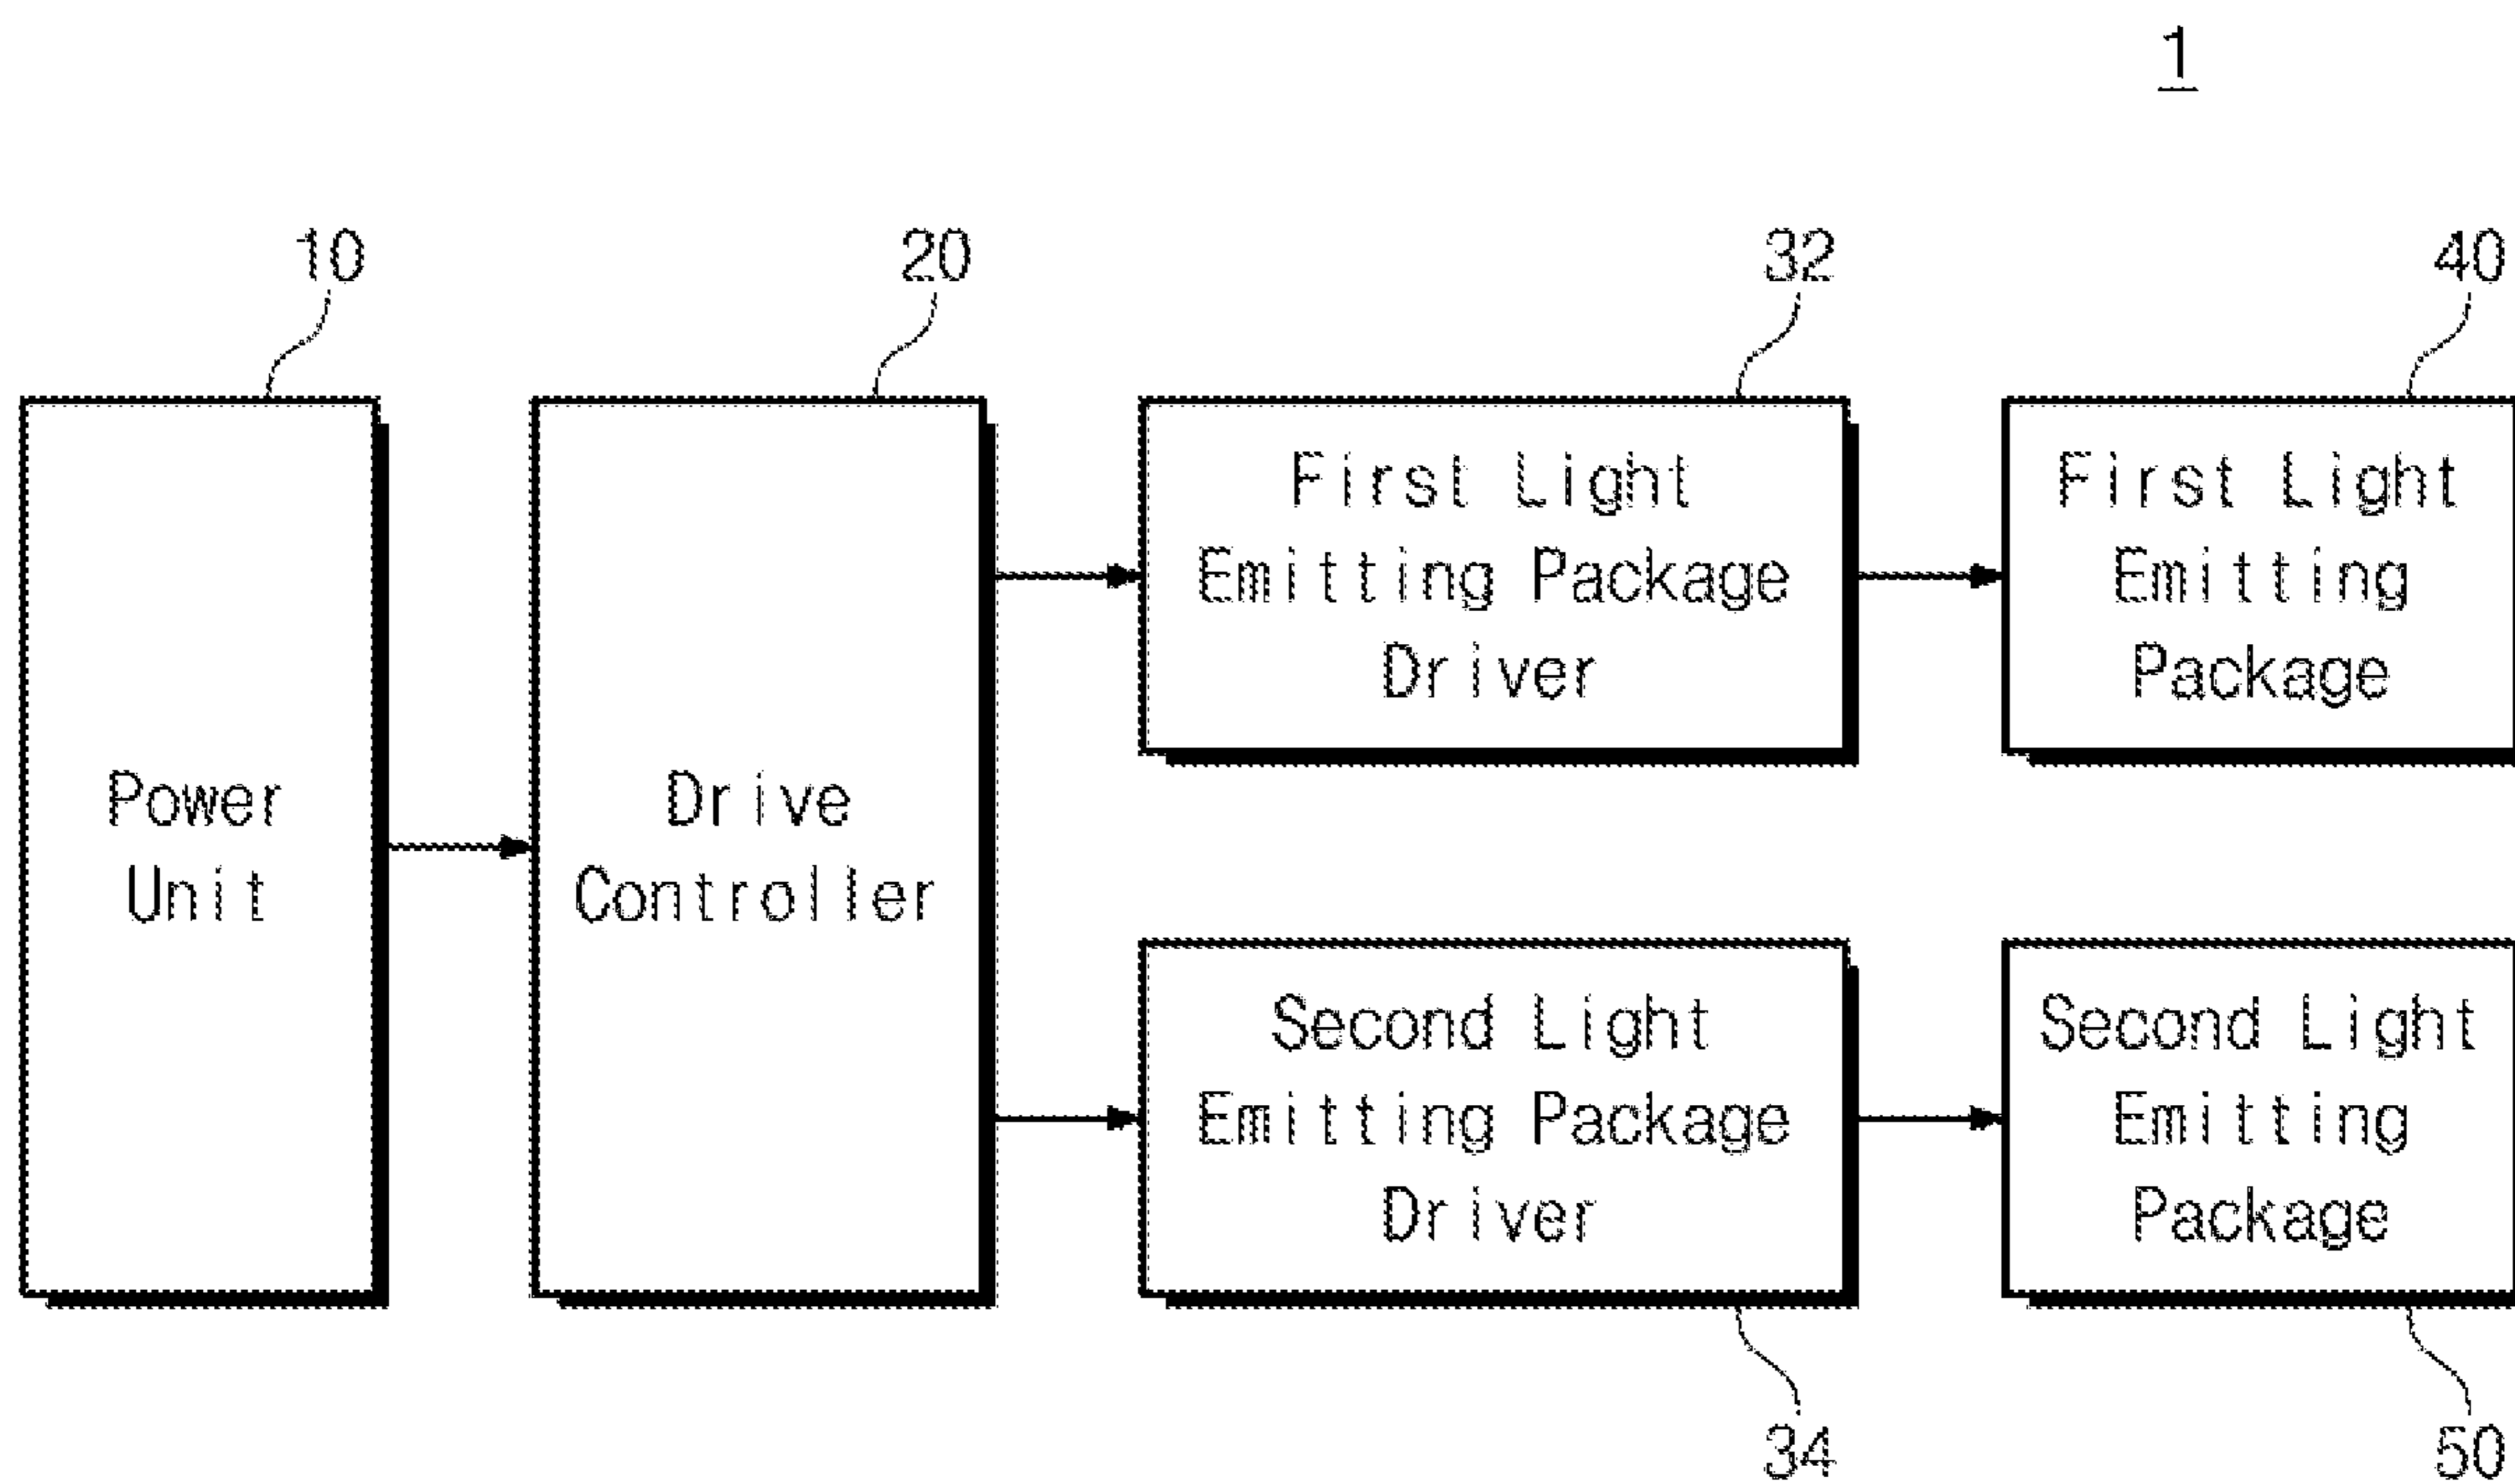 1
10
20
32
40
First Light
Emitting Package
Driver
First Light
Emitting
Package
Power
Unit
Drive
Controller
Second Light
Emitting Package
Driver
Second Light
Emitting
Package
34
50